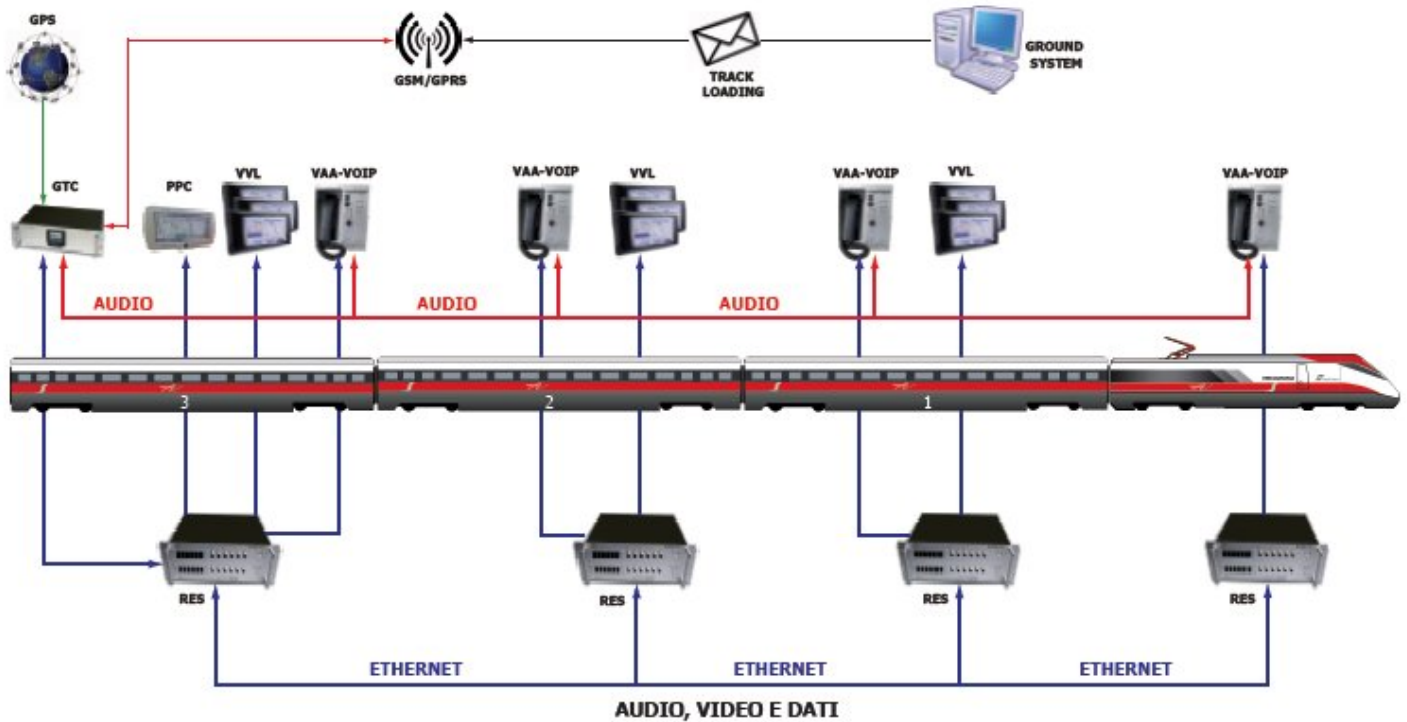 GPS
GSM/GPRS
TRACK
LOADING
GROUND
SYSTEM
GTC
PPC
VVL
VAA-VOIP
VAA-VOIP
VVL
VAA-VOIP
VVL
VAA-VOIP
AUDIO
AUDIO
AUDIO
3
2
1
RES
RES
RES
RES
ETHERNET
ETHERNET
ETHERNET
AUDIO, VIDEO E DATI